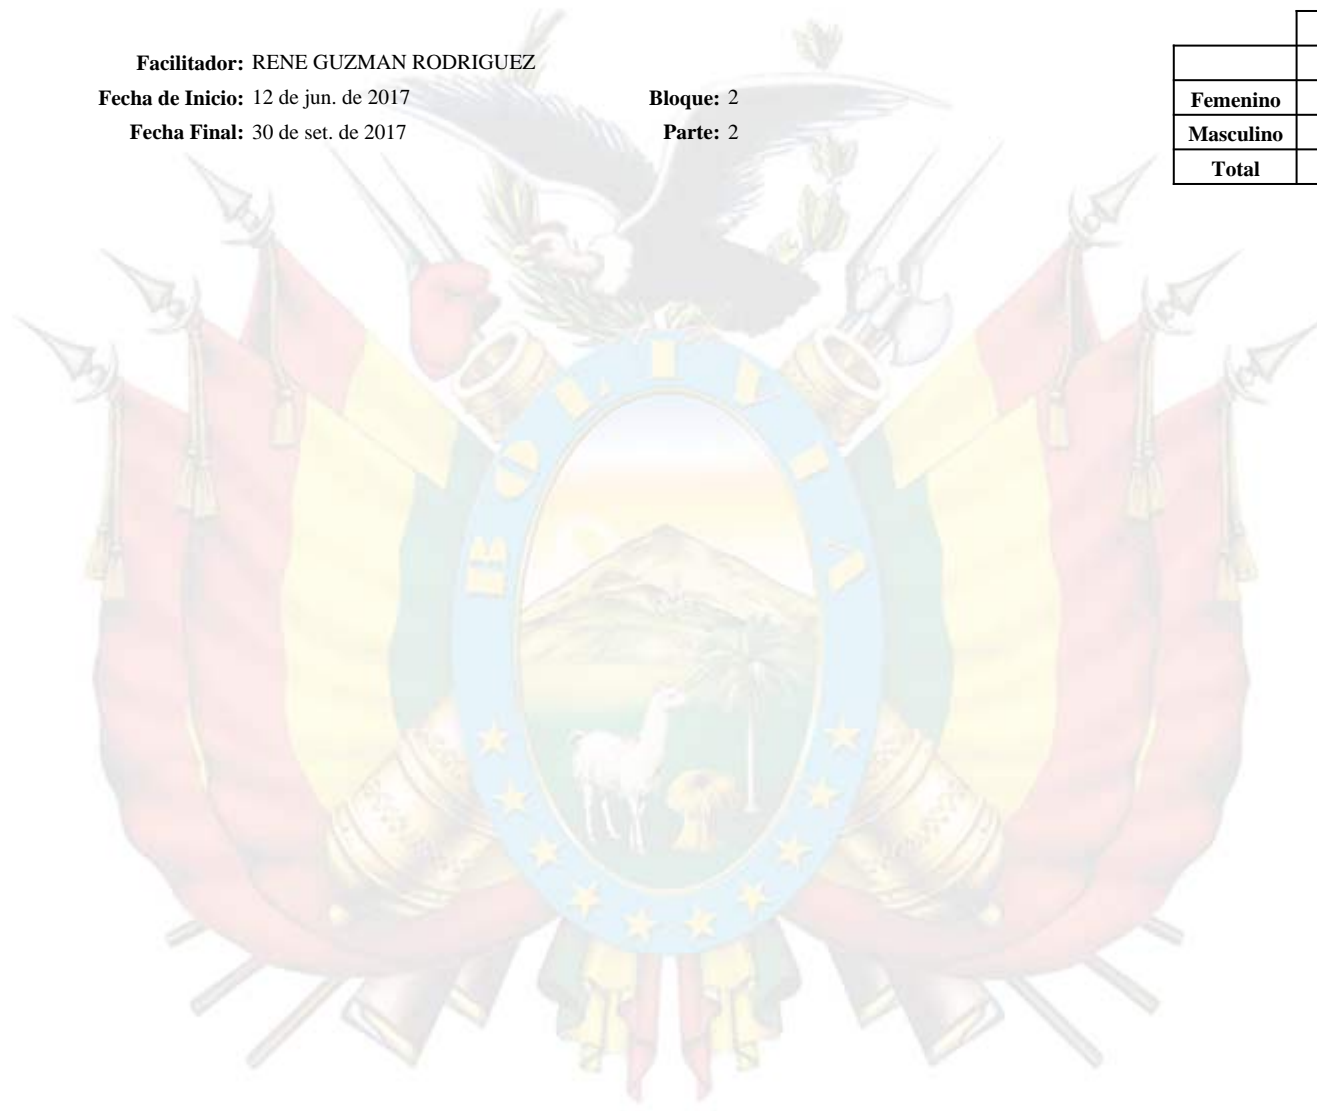 Facilitador: RENE GUZMAN RODRIGUEZ
Fecha de Inicio: 12 de jun. de 2017 Bloque: 2
Fecha Final: 30 de set. de 2017 Parte: 2
Femenino
Masculino
Total
BOLIVIA